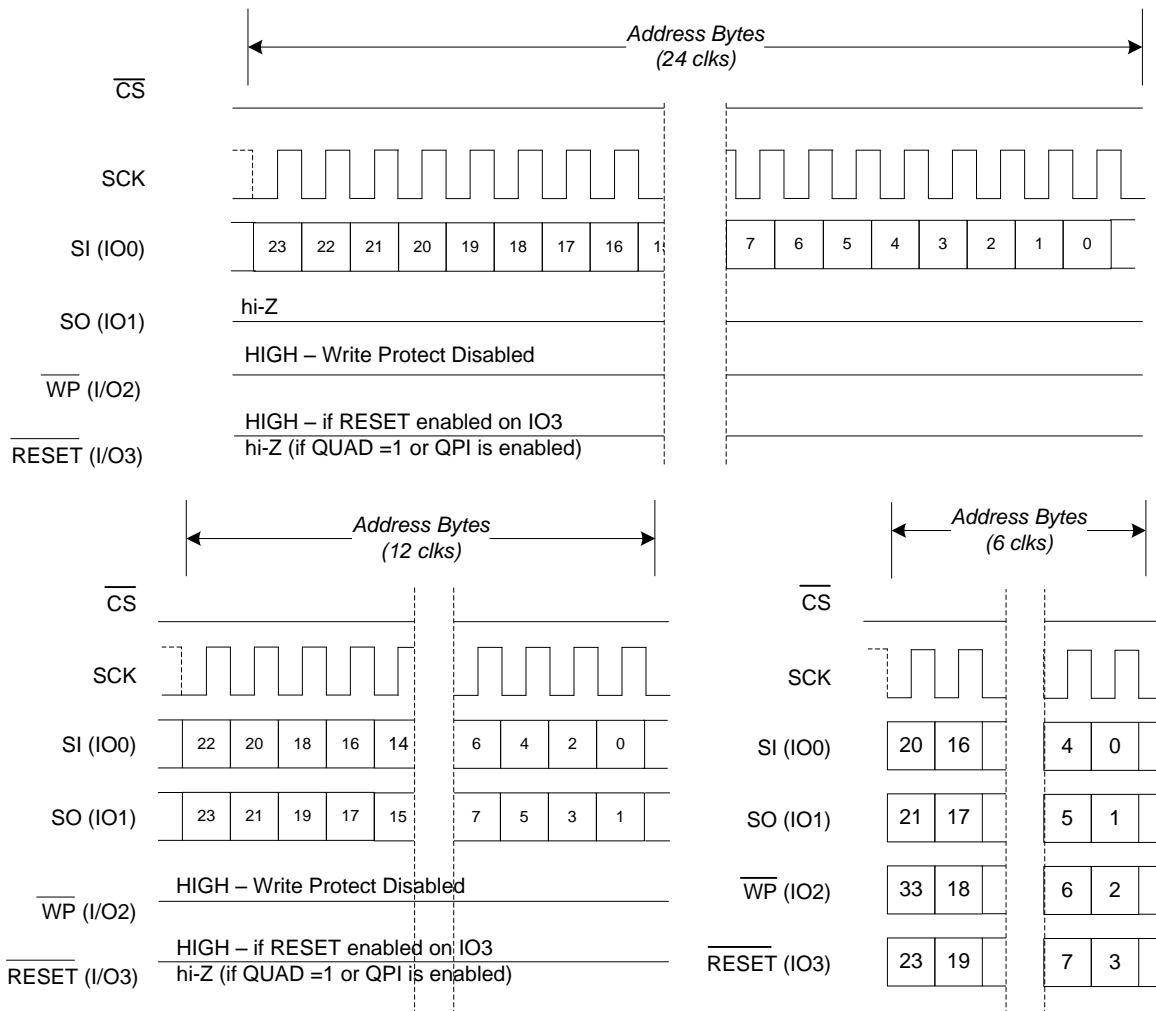 Address Bytes
(24 clks)
CS
SCK
SI (IO0)
23 22 21 20 19 18 17 16 1 7 6 5 4 3 2 1 0
hi-Z
SO (IO1)
HIGH – Write Protect Disabled
WP (I/O2)
HIGH – if RESET enabled on IO3
RESET (I/O3)
hi-Z (if QUAD =1 or QPI is enabled)
Address Bytes
(12 clks)
CS
SCK
SI (IO0)
22 20 18 16 14 6 4 2 0
SO (IO1)
23 21 19 17 15 7 5 3 1
HIGH – Write Protect Disabled
WP (I/O2)
HIGH – if RESET enabled on IO3
RESET (I/O3)
hi-Z (if QUAD =1 or QPI is enabled)
Address Bytes
(6 clks)
CS
SCK
SI (IO0)
20 16 4 0
SO (IO1)
21 17 5 1
WP (IO2)
33 18 6 2
RESET (IO3)
23 19 7 3